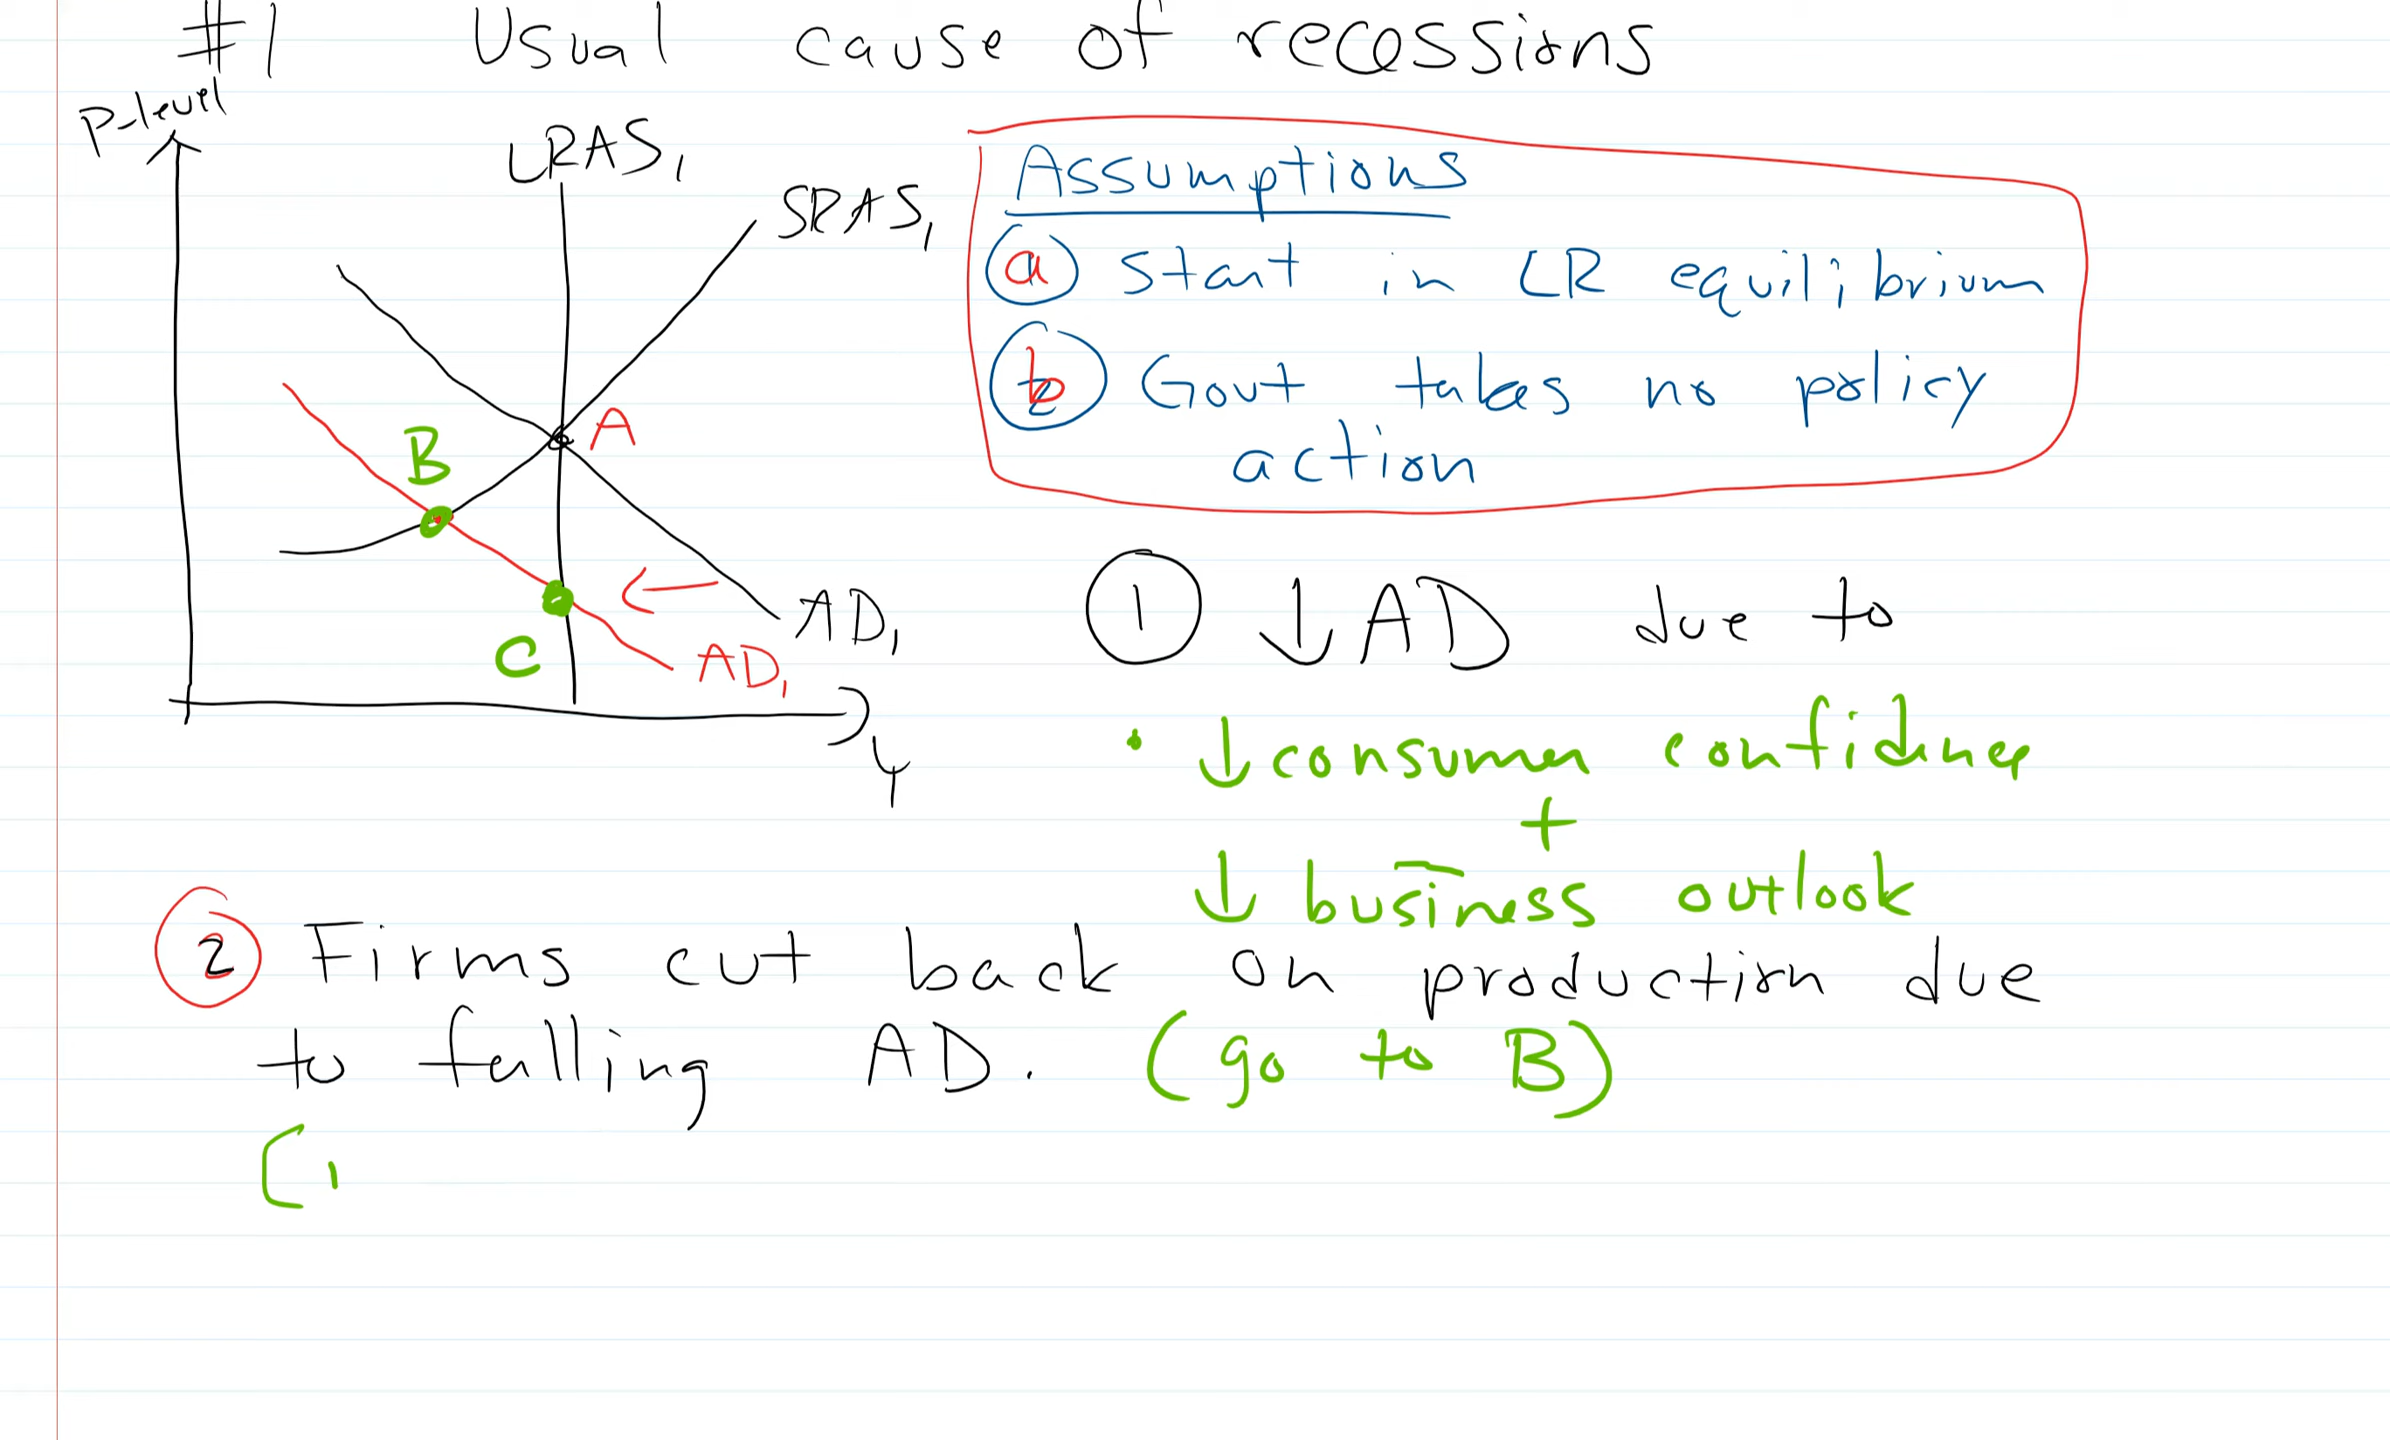 #1 Usual cause of recessions
P-level
LRAS1
SRAS1
Assumptions
a Start in LR equilibrium
b Govt takes no policy
action
A
B
C
AD1
AD1
Y
1 ↓AD due to
• ↓consumer confidence
+
↓ business outlook
2 Firms cut back on production due
to falling AD. (go to B)
(